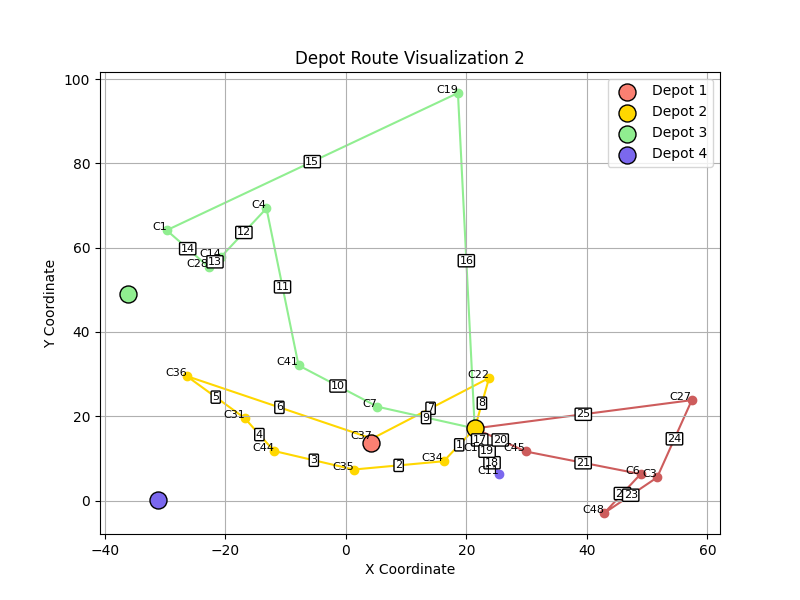 Depot Route Visualization 2
100
80
60
40
20
0
Y Coordinate
−40
−20
0
20
40
60
X Coordinate
Depot 1
Depot 2
Depot 3
Depot 4
C19
15
C4
C1
12
14
C14
C28
13
16
11
C41
10
C7
C36
5
6
C31
4
C44
3
C35
2
C34
1
C37
7
9
C22
8
17
20
19
18
C11
C45
21
C6
C3
23
C48
24
25
C27